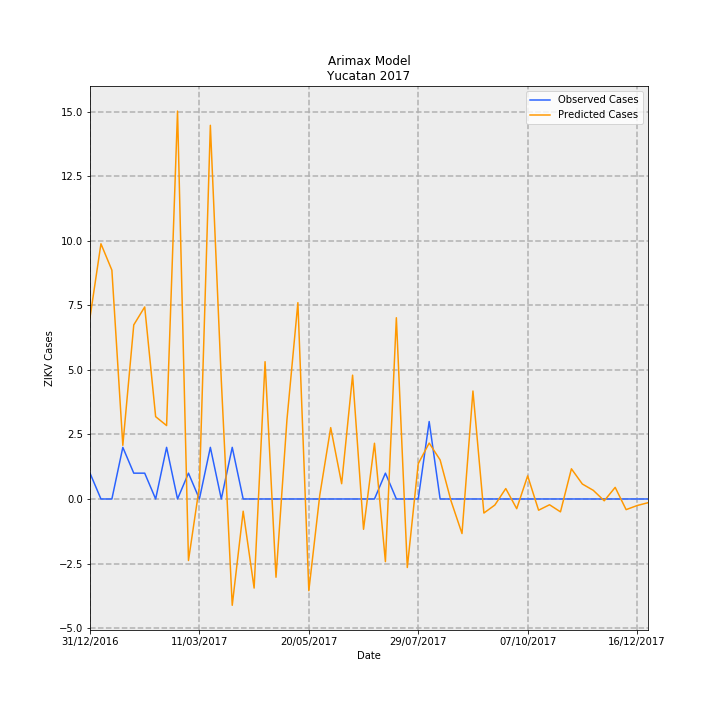 Arimax Model
Yucatan 2017
Observed Cases
Predicted Cases
15.0
12.5
10.0
7.5
5.0
2.5
0.0
−2.5
−5.0
ZIKV Cases
31/12/2016 11/03/2017 20/05/2017 29/07/2017 07/10/2017 16/12/2017
Date